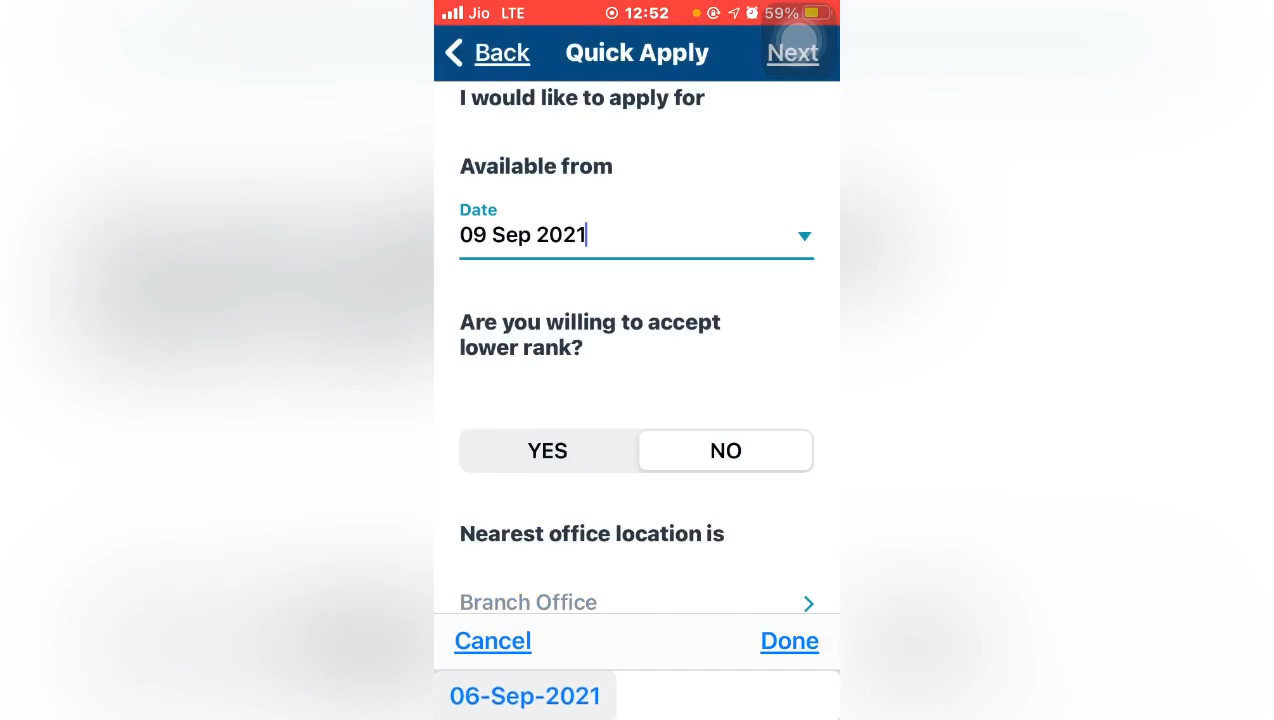 Jio LTE 12:52 59%
Back Quick Apply Next
I would like to apply for
Available from
Date
09 Sep 2021
Are you willing to accept
lower rank?
YES NO
Nearest office location is
Branch Office
Cancel Done
06-Sep-2021